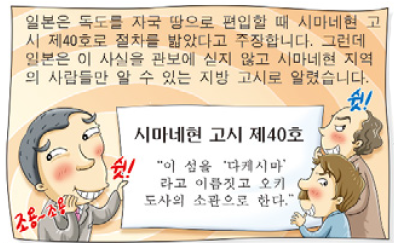 일본은 독도를 자국 땅으로 편입할 때 시마네현 고
시 제40호로 절차를 밟았다고 주장합니다. 그런데
일본은 이 사실을 관보에 싣지 않고 시마네현 지역
의 사람들만 알 수 있는 지방 고시로 알렸습니다.
쉿!
시마네현 고시 제40호
쉿!
“이 섬을 ‘다케시마’
라고 이름짓고 오키
도사의 소관으로 한다.”
조용~조용